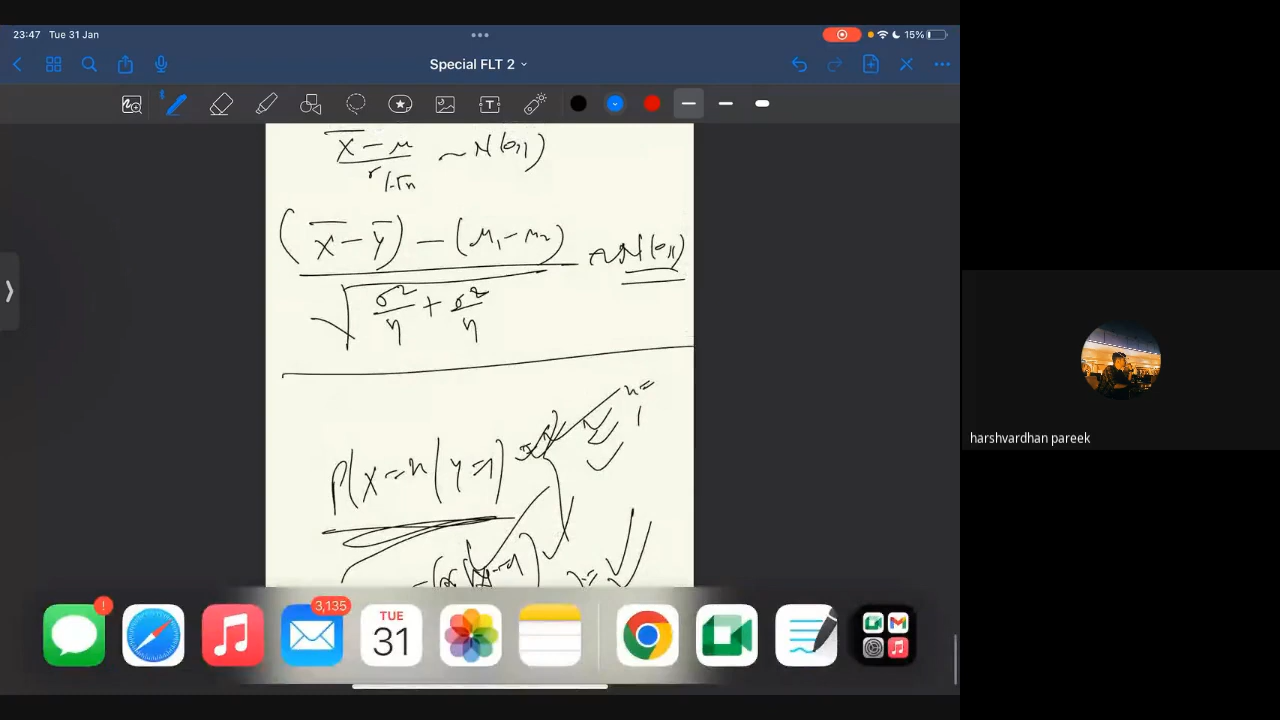 23:47 Tue 31 Jan
15%
Special FLT 2
T
X̄ - μ
σ/√n
~ N(0,1)
(X̄ - Ȳ) - (μ₁ - μ₂)
~ N(0,1)
√
σ²/n + σ²/n
n =
1
P(X=n | Y=1)
!
3,135
TUE
31
harshvardhan pareek